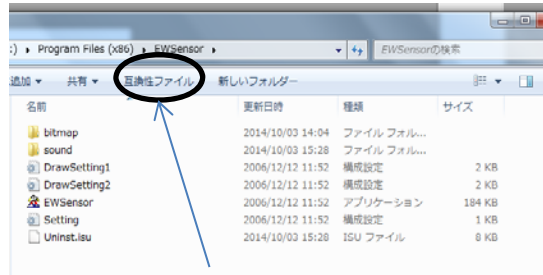 :) ▸ Program Files (x86) ▸ EWSensor ▸ EWSensorの検索
追加 ▼ 共有 ▼ 互換性ファイル 新しいフォルダー
名前 更新日時 種類 サイズ
bitmap 2014/10/03 14:04 ファイル フォル...
sound 2014/10/03 15:28 ファイル フォル...
DrawSetting1 2006/12/12 11:52 構成設定 2 KB
DrawSetting2 2006/12/12 11:52 構成設定 2 KB
EWSensor 2006/12/12 11:52 アプリケーション 184 KB
Setting 2006/12/12 11:52 構成設定 1 KB
Uninst.isu 2014/10/03 15:28 ISU ファイル 8 KB